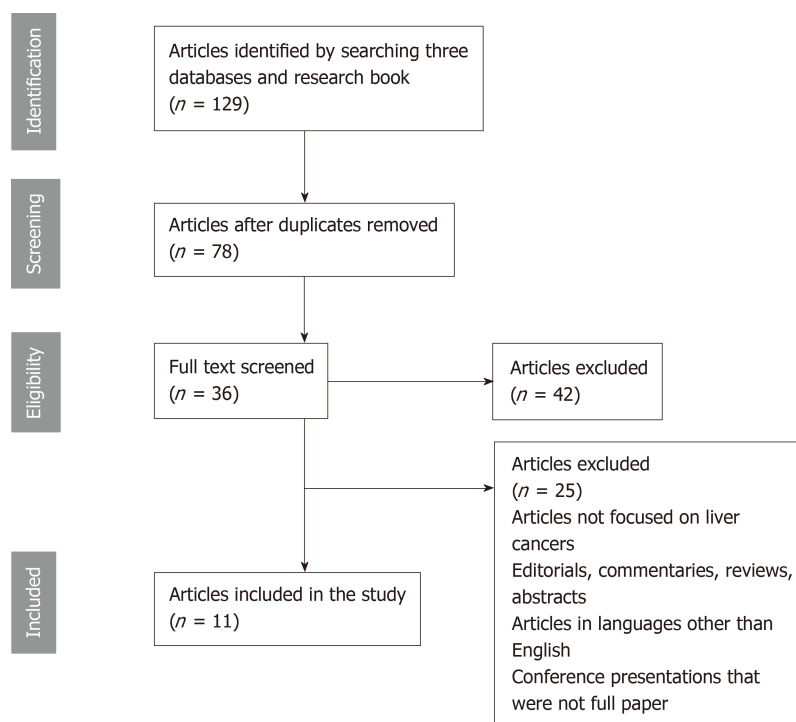 Identification
Articles identified by searching three
databases and research book
(n = 129)
Screening
Articles after duplicates removed
(n = 78)
Eligibility
Full text screened
(n = 36)
Articles excluded
(n = 42)
Articles excluded
(n = 25)
Articles not focused on liver
cancers
Editorials, commentaries, reviews,
abstracts
Articles in languages other than
English
Conference presentations that
were not full paper
Included
Articles included in the study
(n = 11)